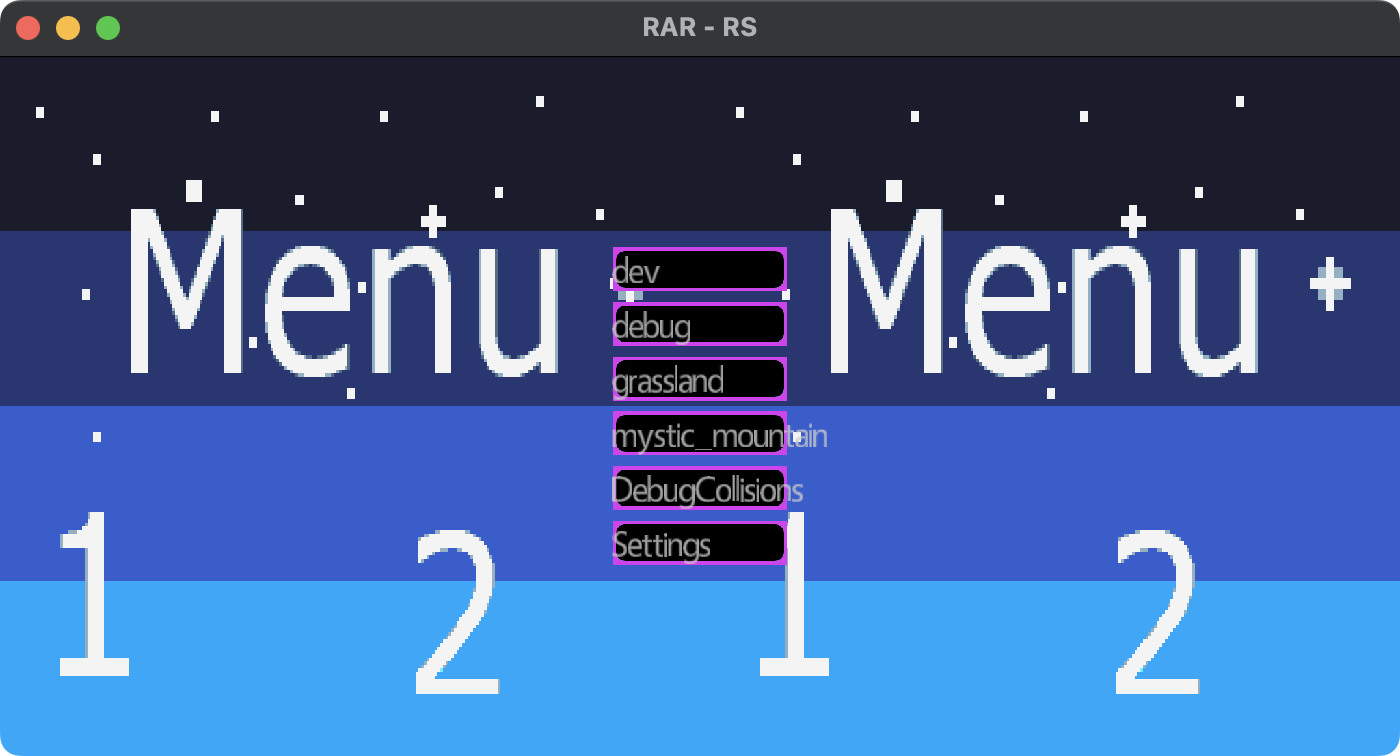 RAR - RS
Menu Menu
dev
debug
grassland
mystic_mountain
DebugCollisions
Settings
1 2 1 2